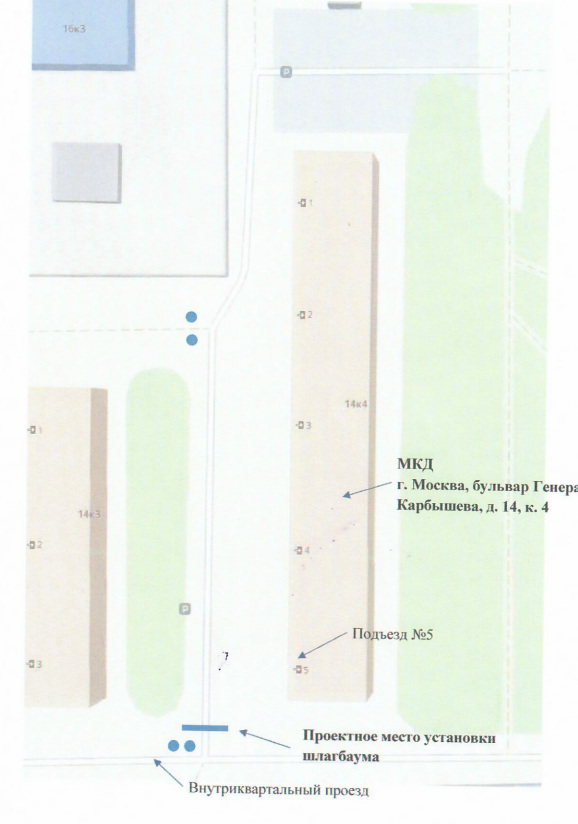 16к3
P
1
2
3
14к4
1
14к3
МКД
г. Москва, бульвар Генера
Карбышева, д. 14, к. 4
2
4
P
Подъезд №5
3
5
Проектное место установки
шлагбаума
Внутриквартальный проезд